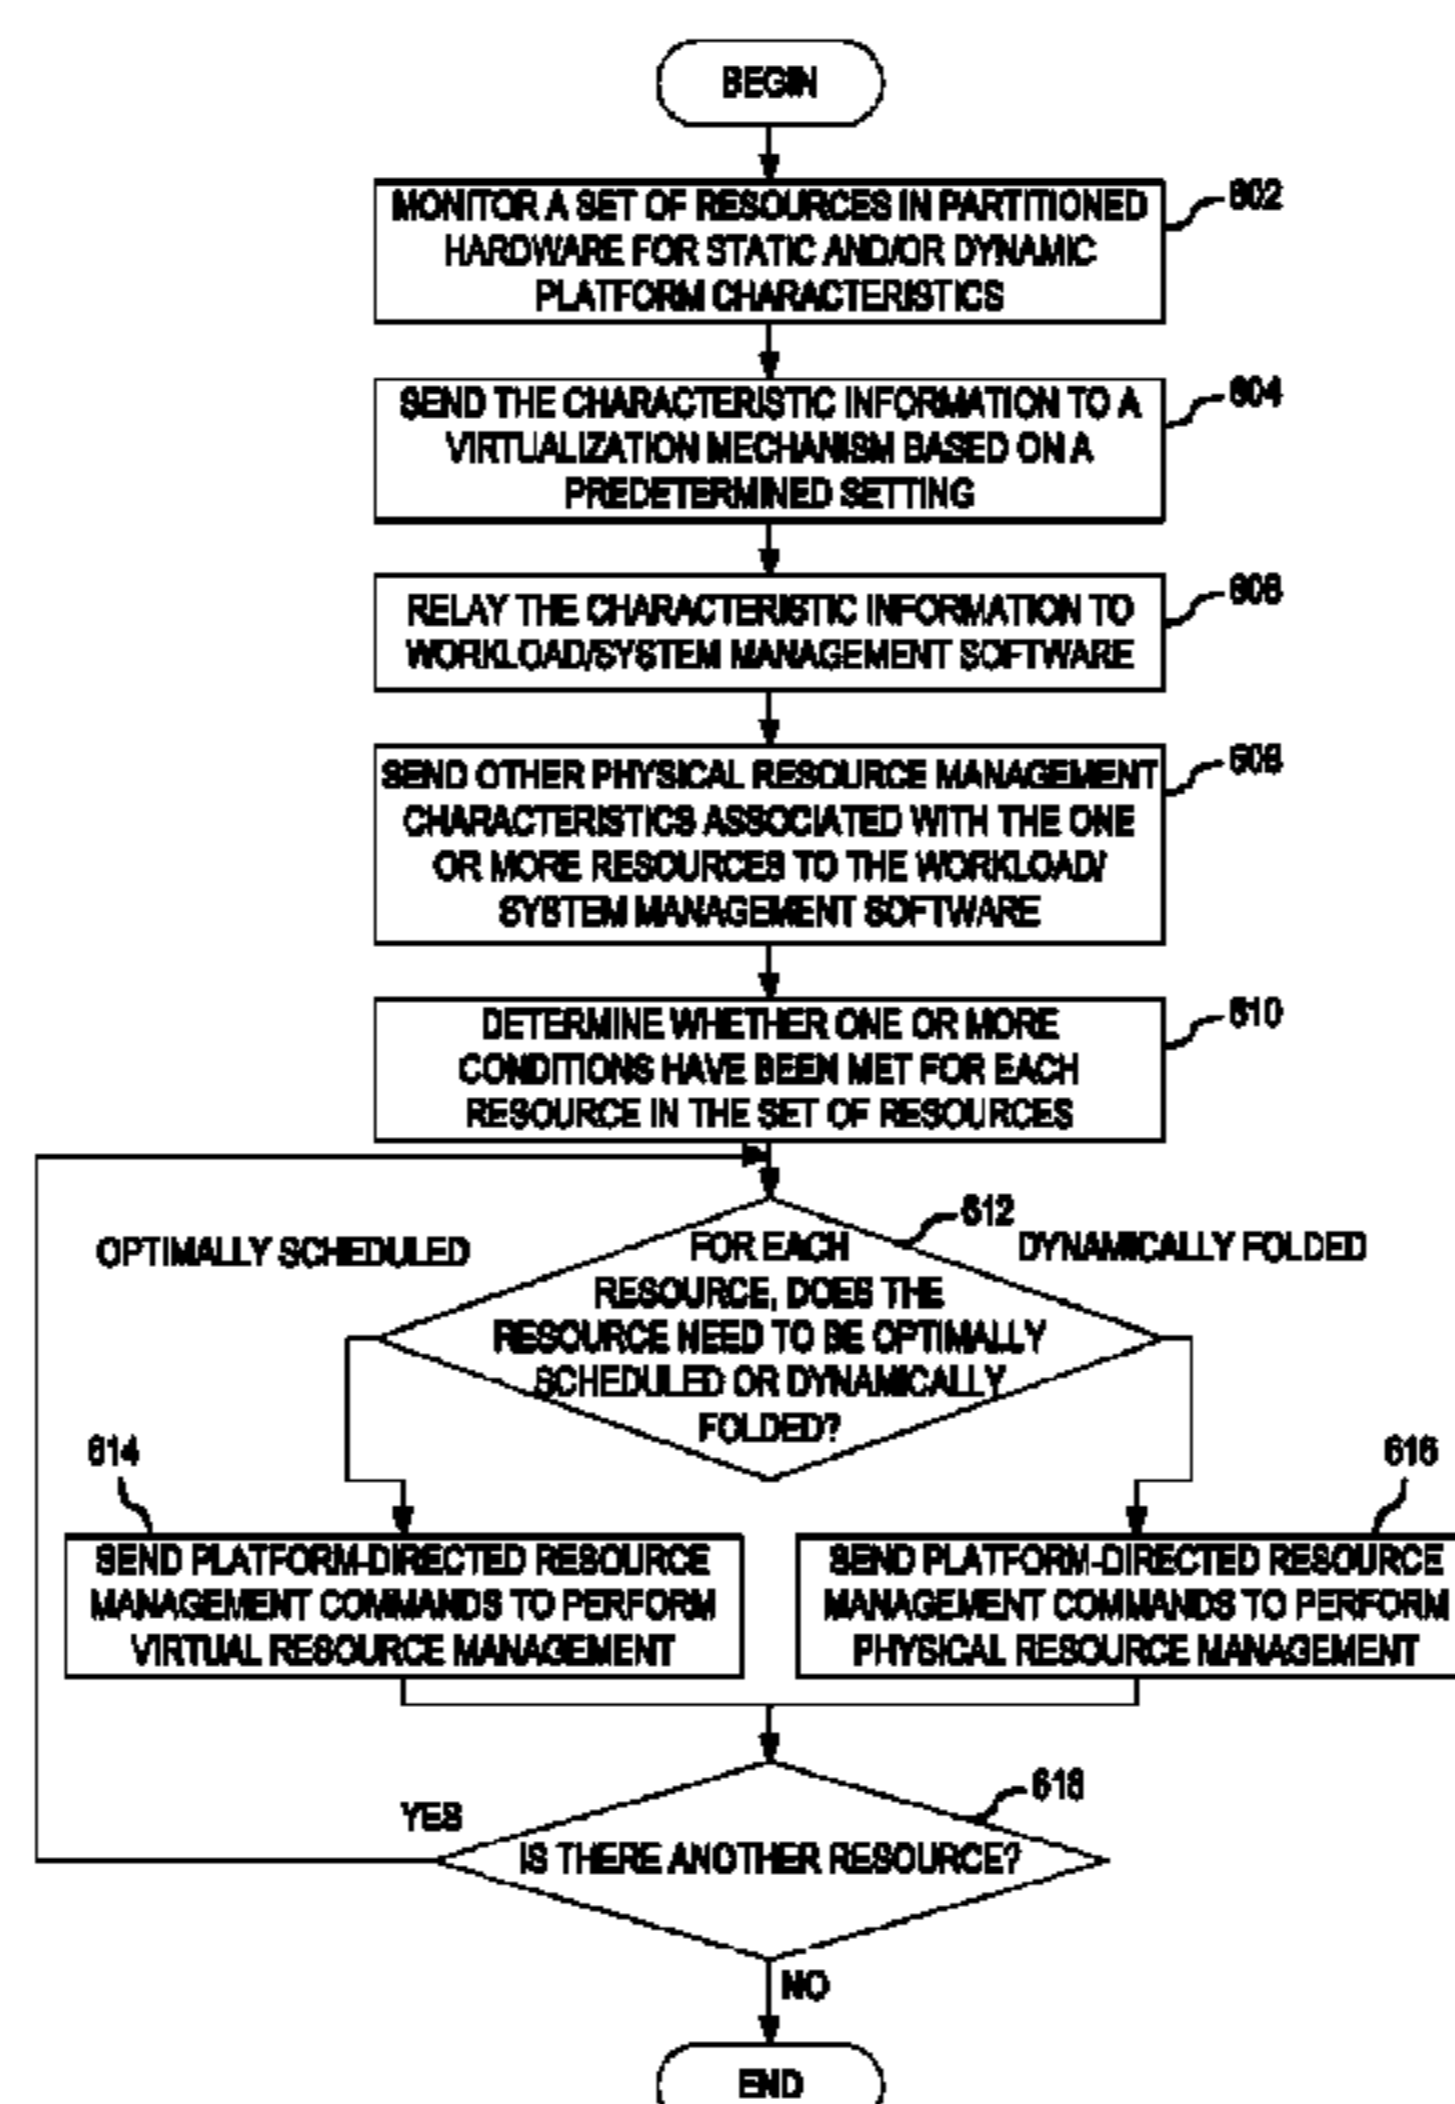 BEGIN
MONITOR A SET OF RESOURCES IN PARTITIONED
HARDWARE FOR STATIC AND/OR DYNAMIC
PLATFORM CHARACTERISTICS
602
SEND THE CHARACTERISTIC INFORMATION TO A
VIRTUALIZATION MECHANISM BASED ON A
PREDETERMINED SETTING
604
RELAY THE CHARACTERISTIC INFORMATION TO
WORKLOAD/SYSTEM MANAGEMENT SOFTWARE
606
SEND OTHER PHYSICAL RESOURCE MANAGEMENT
CHARACTERISTICS ASSOCIATED WITH THE ONE
OR MORE RESOURCES TO THE WORKLOAD/
SYSTEM MANAGEMENT SOFTWARE
608
DETERMINE WHETHER ONE OR MORE
CONDITIONS HAVE BEEN MET FOR EACH
RESOURCE IN THE SET OF RESOURCES
610
612
OPTIMALLY SCHEDULED
DYNAMICALLY FOLDED
FOR EACH
RESOURCE, DOES THE
RESOURCE NEED TO BE OPTIMALLY
SCHEDULED OR DYNAMICALLY
FOLDED?
614
SEND PLATFORM-DIRECTED RESOURCE
MANAGEMENT COMMANDS TO PERFORM
VIRTUAL RESOURCE MANAGEMENT
616
SEND PLATFORM-DIRECTED RESOURCE
MANAGEMENT COMMANDS TO PERFORM
PHYSICAL RESOURCE MANAGEMENT
618
YES
IS THERE ANOTHER RESOURCE?
NO
END